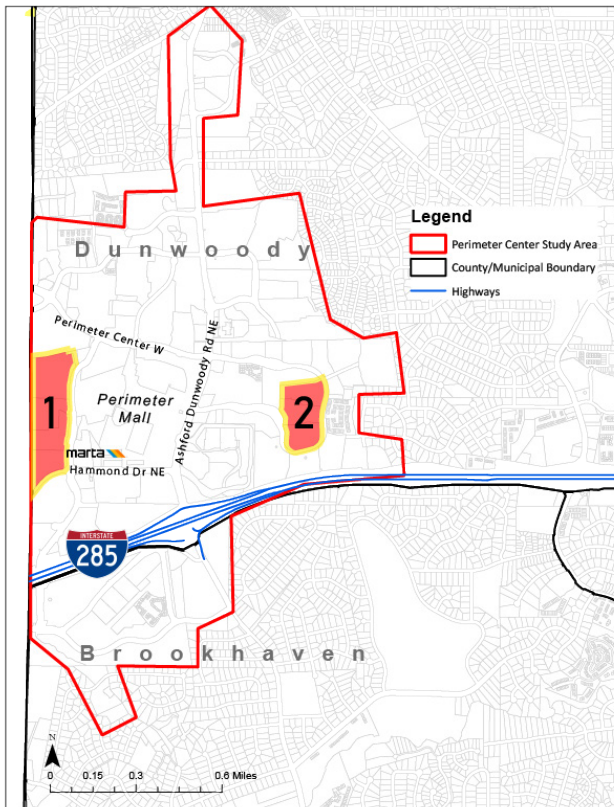 Dunwoody
Legend
Perimeter Center Study Area
County/Municipal Boundary
Highways
Perimeter Center W
Ashford Dunwoody Rd NE
1
Perimeter
Mall
2
marta
Hammond Dr NE
INTERSTATE
285
Brookhaven
N
0 0.15 0.3 0.6 Miles